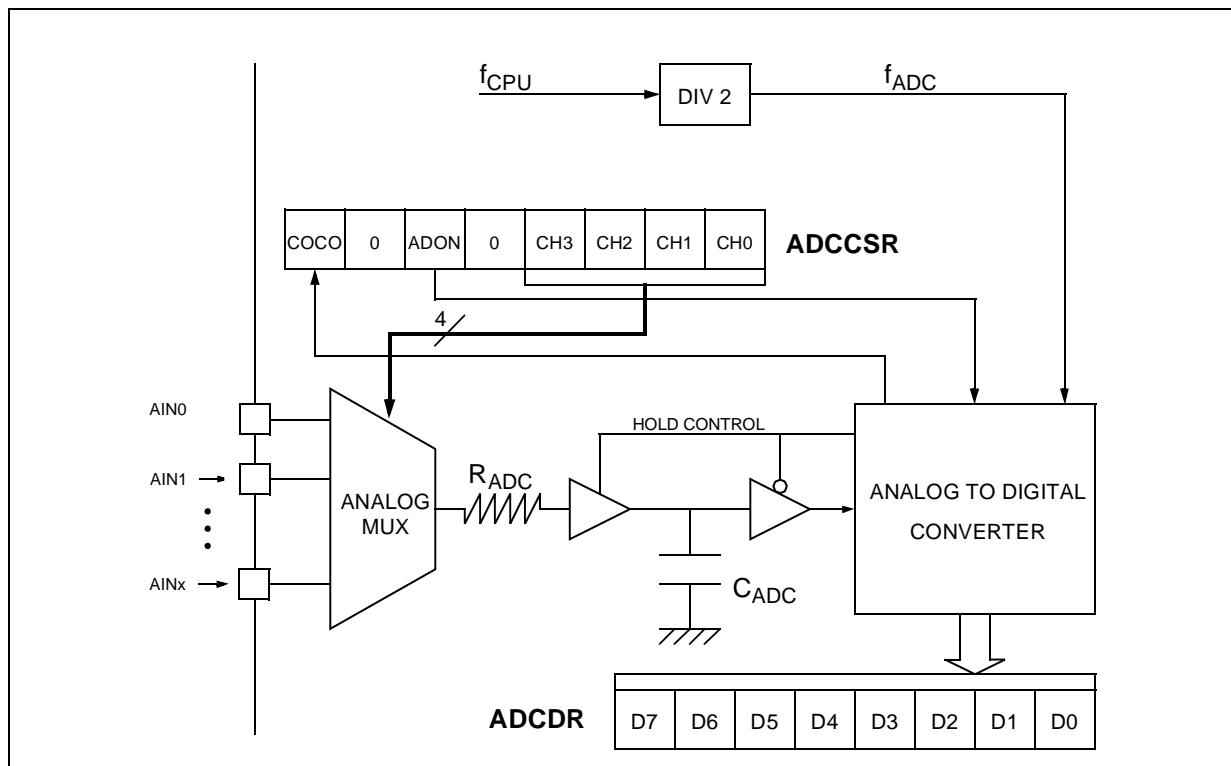 fCPU
DIV 2
fADC
COCO 0 ADON 0 CH3 CH2 CH1 CH0
ADCCSR
4
AIN0
HOLD CONTROL
AIN1
RADC
ANALOG
MUX
ANALOG TO DIGITAL
CONVERTER
AINx
CADC
ADCDR
D7 D6 D5 D4 D3 D2 D1 D0